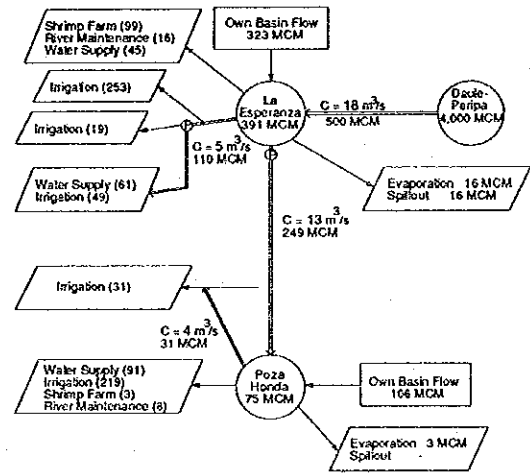 Shrimp Farm (99)
River Maintenance (16)
Water Supply (45)
Own Basin Flow
323 MCM
Irrigation (253)
La
Esperanza
391 MCM
C = 18 m³/s
500 MCM
Daule-
Peripa
4,000 MCM
Irrigation (19)
C = 5 m³/s
110 MCM
Water Supply (61)
Irrigation (49)
Evaporation 16 MCM
Spillout 16 MCM
C = 13 m³/s
249 MCM
Irrigation (31)
C = 4 m³/s
31 MCM
Water Supply (91)
Irrigation (219)
Shrimp Farm (3)
River Maintenance (8)
Poza
Honda
75 MCM
Own Basin Flow
106 MCM
Evaporation 3 MCM
Spillout